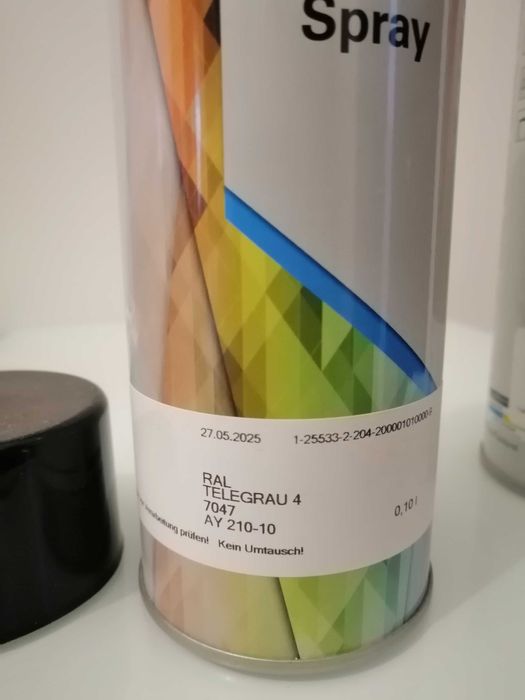 Spray
27.05.2025 1-25533-2-204-200001010000-
RAL
TELEGRAU 4
7047
AY 210-10
0,10 l
prüfen! Kein Umtausch!